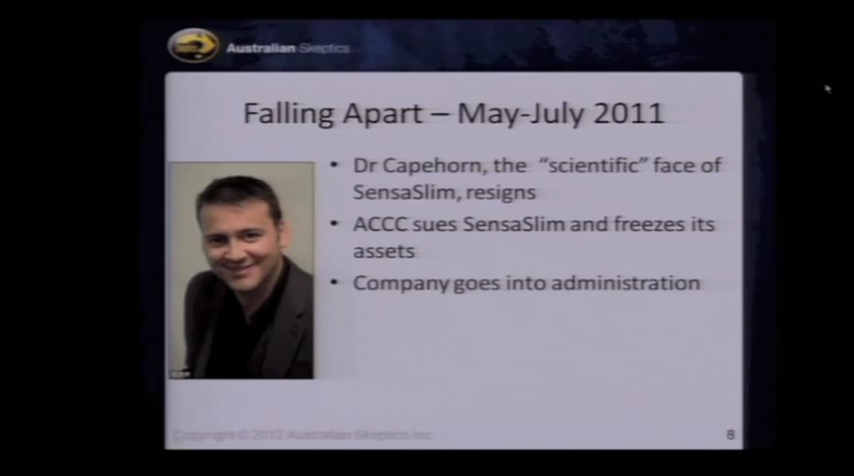 Australian Skeptics
Falling Apart – May-July 2011
• Dr Capehorn, the “scientific” face of
SensaSlim, resigns
• ACCC sues SensaSlim and freezes its
assets
• Company goes into administration
Copyright © 2012 Australian Skeptics Inc
8